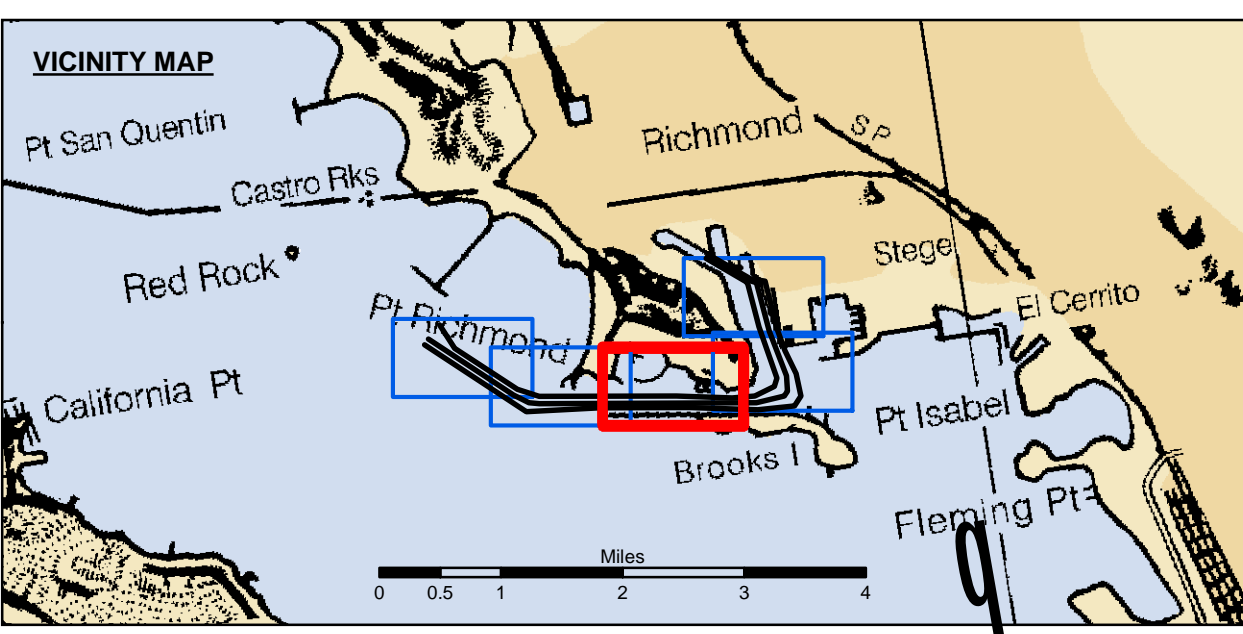 VICINITY MAP
Pt San Quentin
Richmond
S P
Castro Rks
Stege
Red Rock
El Cerrito
Pt Richmond
California Pt
Pt Isabel
Brooks I
Fleming Pt
Miles
0 0.5 1 2 3 4